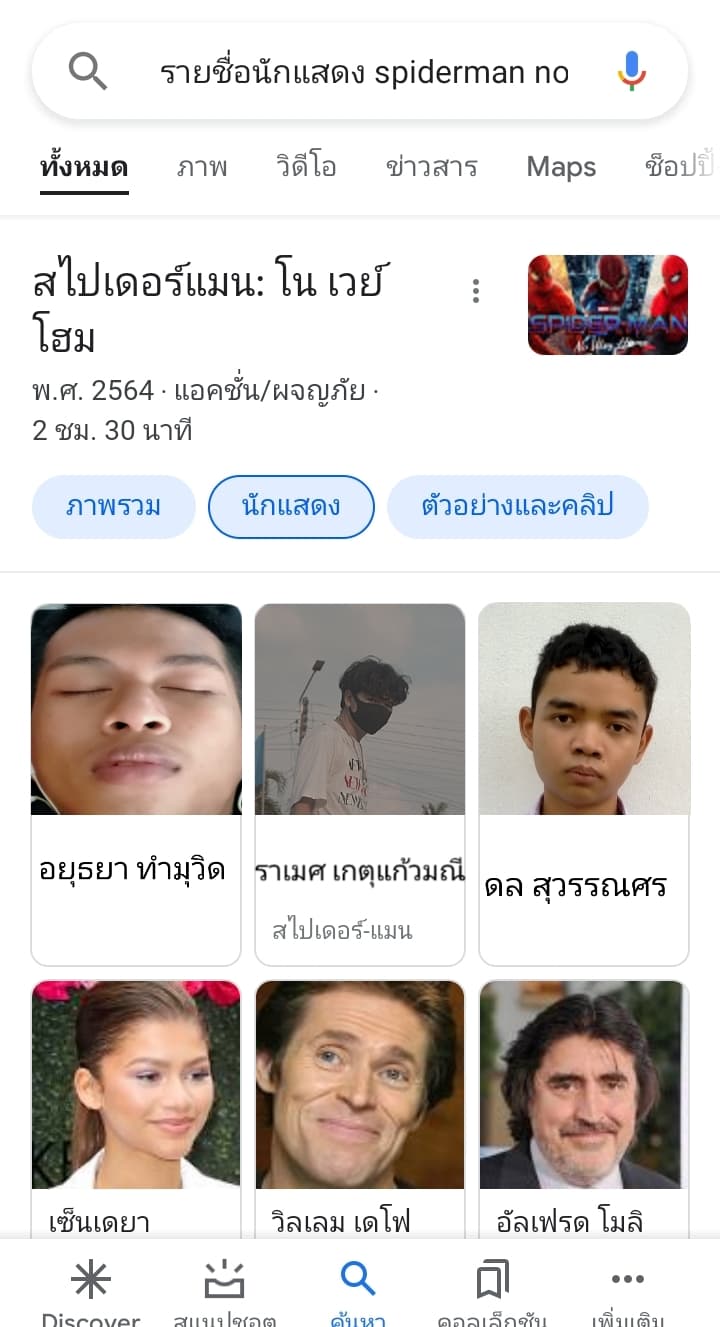 รายชื่อนักแสดง spiderman no
ทั้งหมด ภาพ วิดีโอ ข่าวสาร Maps ช็อปปิ้
สไปเดอร์แมน: โน เวย์
โฮม
SPIDER-MAN
No Way Home
พ.ศ. 2564 · แอคชั่น/ผจญภัย ·
2 ชม. 30 นาที
ภาพรวม นักแสดง ตัวอย่างและคลิป
อยุธยา ทำมุวิด ราเมศ เกตุแก้วมณี ดล สุวรรณศร
สไปเดอร์-แมน
เซ็นเดยา วิลเลม เดโฟ อัลเฟรด โมลิ
Discover สแนปชอต ค้นหา คอลเล็กชัน เพิ่มเติม